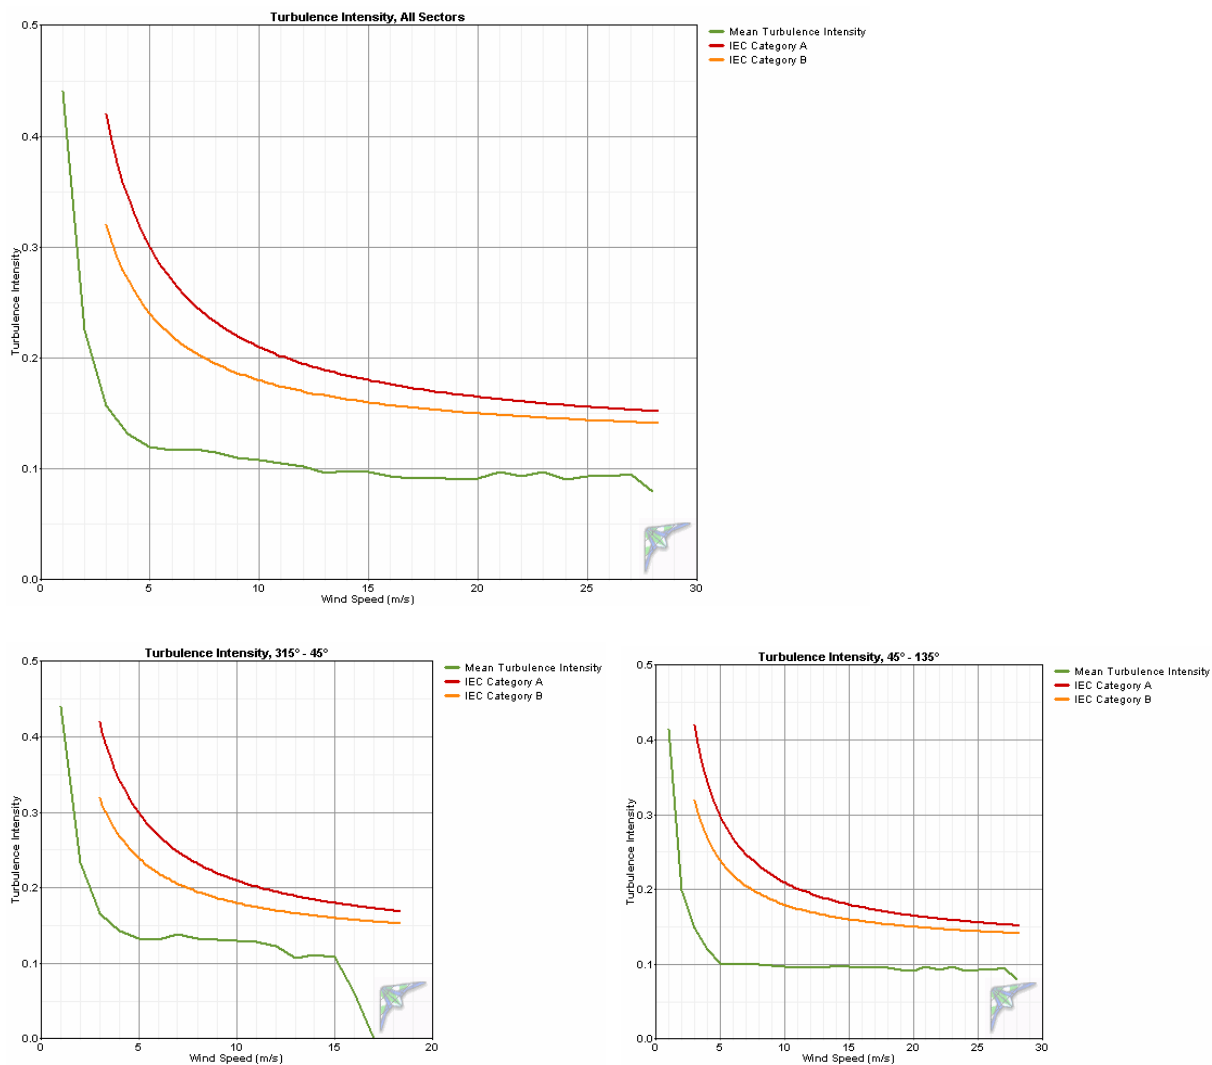 Turbulence Intensity, All Sectors
Mean Turbulence Intensity
IEC Category A
IEC Category B
Turbulence Intensity
0.5
0.4
0.3
0.2
0.1
0.0
0 5 10 15 20 25 30
Wind Speed (m/s)
Turbulence Intensity, 315° - 45°
Mean Turbulence Intensity
IEC Category A
IEC Category B
Turbulence Intensity
0.5
0.4
0.3
0.2
0.1
0.0
0 5 10 15 20
Wind Speed (m/s)
Turbulence Intensity, 45° - 135°
Mean Turbulence Intensity
IEC Category A
IEC Category B
Turbulence Intensity
0.5
0.4
0.3
0.2
0.1
0.0
0 5 10 15 20 25 30
Wind Speed (m/s)